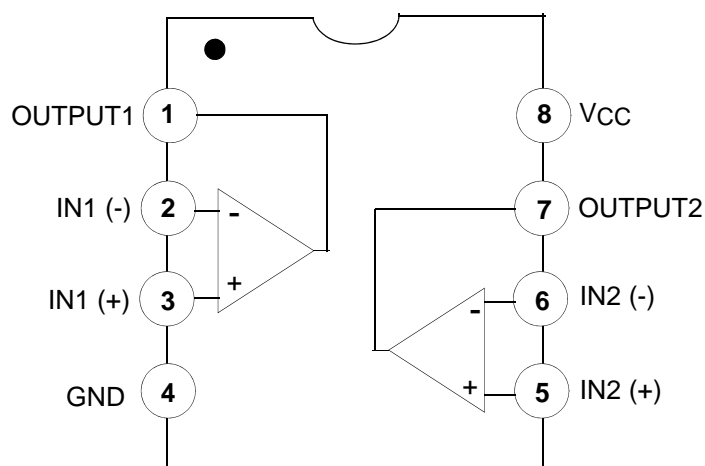 OUTPUT1 1
8 VCC
IN1 (-) 2 -
7 OUTPUT2
IN1 (+) 3 +
- 6 IN2 (-)
GND 4
+ 5 IN2 (+)